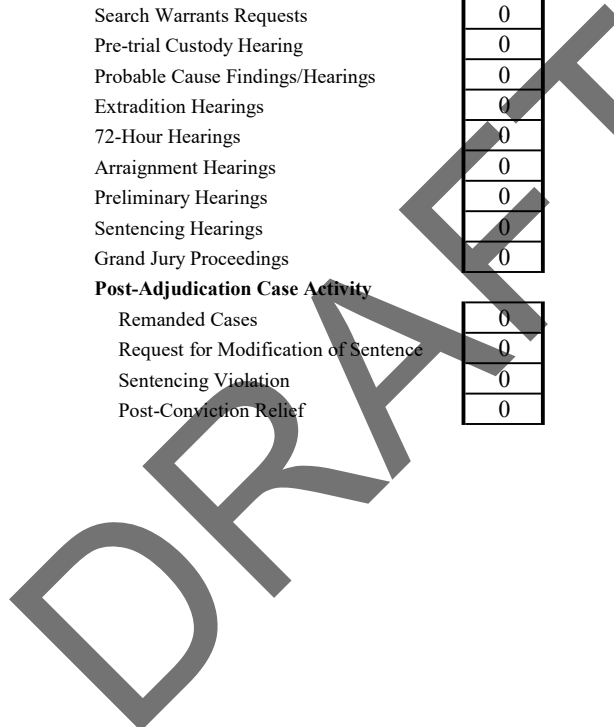 Search Warrants Requests 0
Pre-trial Custody Hearing 0
Probable Cause Findings/Hearings 0
Extradition Hearings 0
72-Hour Hearings 0
Arraignment Hearings 0
Preliminary Hearings 0
Sentencing Hearings 0
Grand Jury Proceedings 0
Post-Adjudication Case Activity
Remanded Cases 0
Request for Modification of Sentence 0
Sentencing Violation 0
Post-Conviction Relief 0
DRAFT